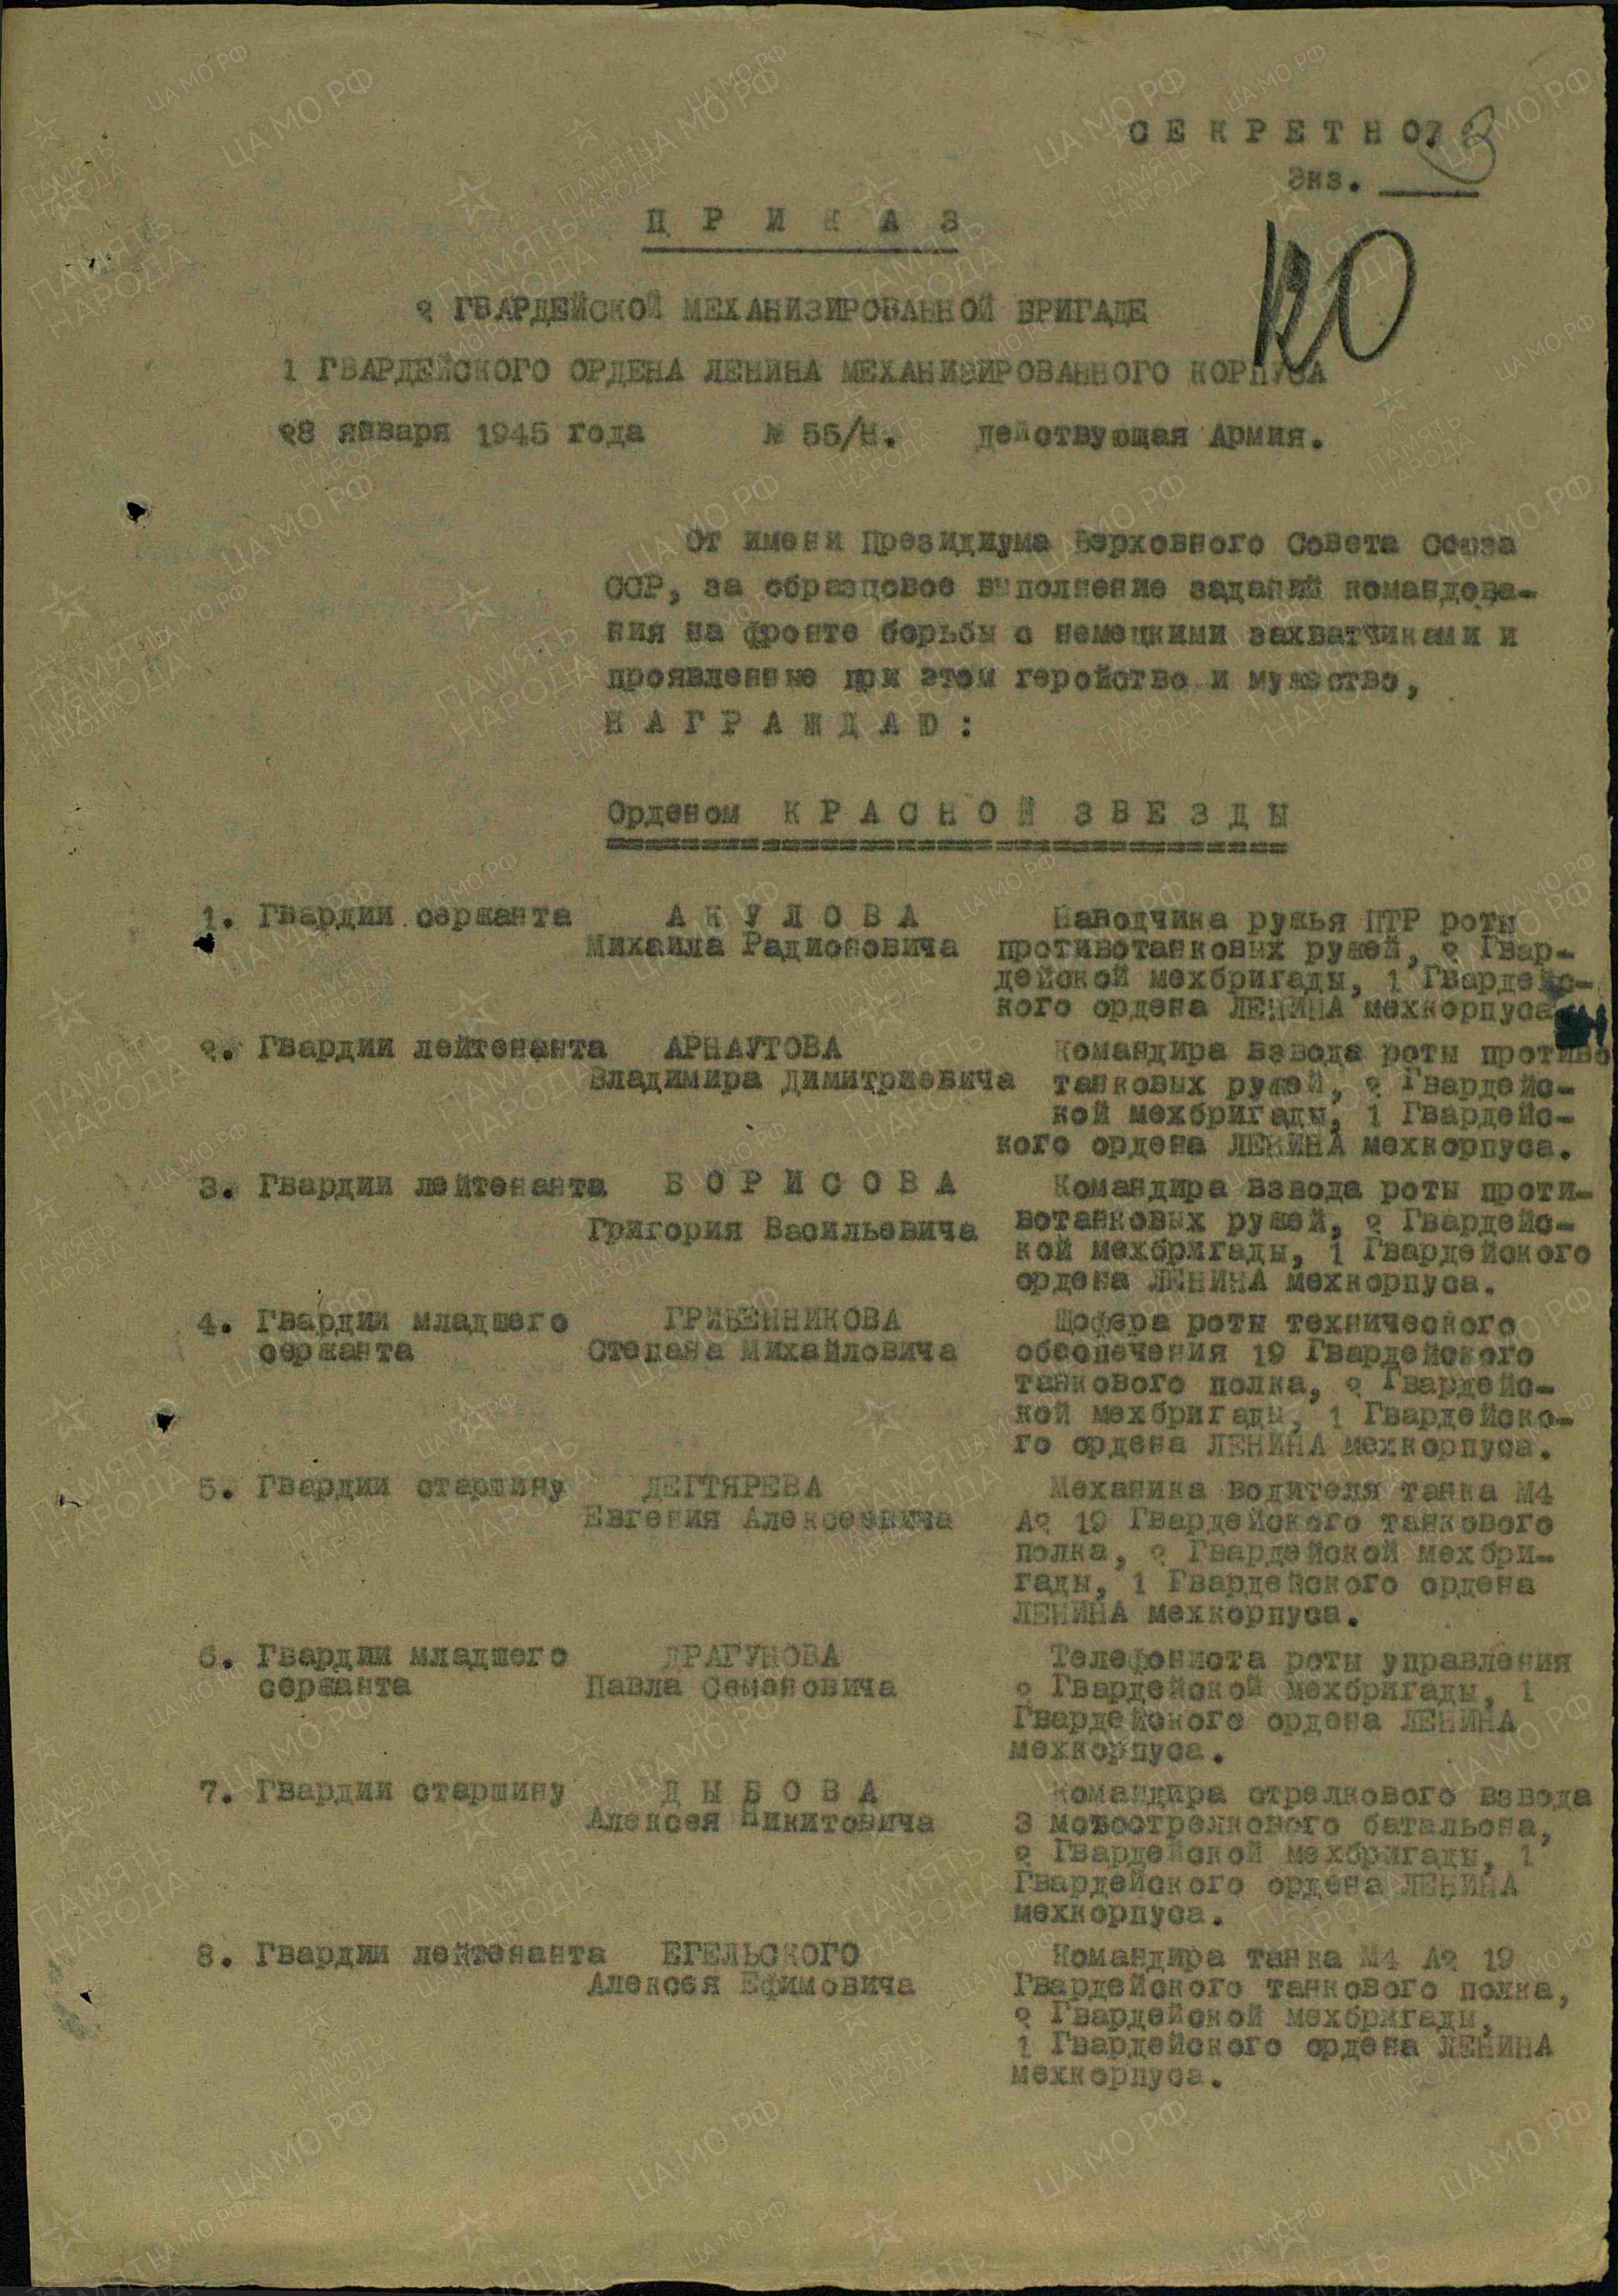 С Е К Р Е Т Н О
Экз. ____
120
П Р И К А З
2 ГВАРДЕЙСКОЙ МЕХАНИЗИРОВАННОЙ БРИГАДЕ
1 ГВАРДЕЙСКОГО ОРДЕНА ЛЕНИНА МЕХАНИЗИРОВАННОГО КОРПУСА
28 января 1945 года № 55/Н. Действующая Армия.
От имени Президиума Верховного Совета Союза
ССР, за образцовое выполнение заданий командова-
ния на фронте борьбы с немецкими захватчиками и
проявленные при этом геройство и мужество,
Н А Г Р А Ж Д А Ю :
Орденом К Р А С Н О Й З В Е З Д Ы
1. Гвардии сержанта А К У Л О В А Наводчика ружья ПТР роты
Михаила Радионовича противотанковых ружей, 2 Гвар-
дейской мехбригады, 1 Гвардейс-
кого ордена ЛЕНИНА мехкорпуса
2. Гвардии лейтенанта АРНАУТОВА Командира взвода роты противо
Владимира Димитриевича танковых ружей, 2 Гвардейс-
кой мехбригады, 1 Гвардейс-
кого ордена ЛЕНИНА мехкорпуса.
3. Гвардии лейтенанта Б О Р И С О В А Командира взвода роты проти-
Григория Васильевича вотанковых ружей, 2 Гвардейс-
кой мехбригады, 1 Гвардейского
ордена ЛЕНИНА мехкорпуса.
4. Гвардии младшего ГРИБЕННИКОВА Шофера роты технического
сержанта Степана Михайловича обеспечения 19 Гвардейского
танкового полка, 2 Гвардейс-
кой мехбригады, 1 Гвардейско-
го ордена ЛЕНИНА мехкорпуса.
5. Гвардии старшину ДЕГТЯРЕВА Механика водителя танка М4
Евгения Алексеевича А2 19 Гвардейского танкового
полка, 2 Гвардейской мехбри-
гады, 1 Гвардейского ордена
ЛЕНИНА мехкорпуса.
6. Гвардии младшего ДРАГУНОВА Телефониста роты управления
сержанта Павла Семеновича 2 Гвардейской мехбригады, 1
Гвардейского ордена ЛЕНИНА
мехкорпуса.
7. Гвардии старшину Д Ы Б О В А Командира стрелкового взвода
Алексея Никитовича 3 мотострелкового батальона,
2 Гвардейской мехбригады, 1
Гвардейского ордена ЛЕНИНА
мехкорпуса.
8. Гвардии лейтенанта ЕГЕЛЬСКОГО Командира танка М4 А2 19
Алексея Ефимовича Гвардейского танкового полка,
2 Гвардейской мехбригады,
1 Гвардейского ордена ЛЕНИНА
мехкорпуса.